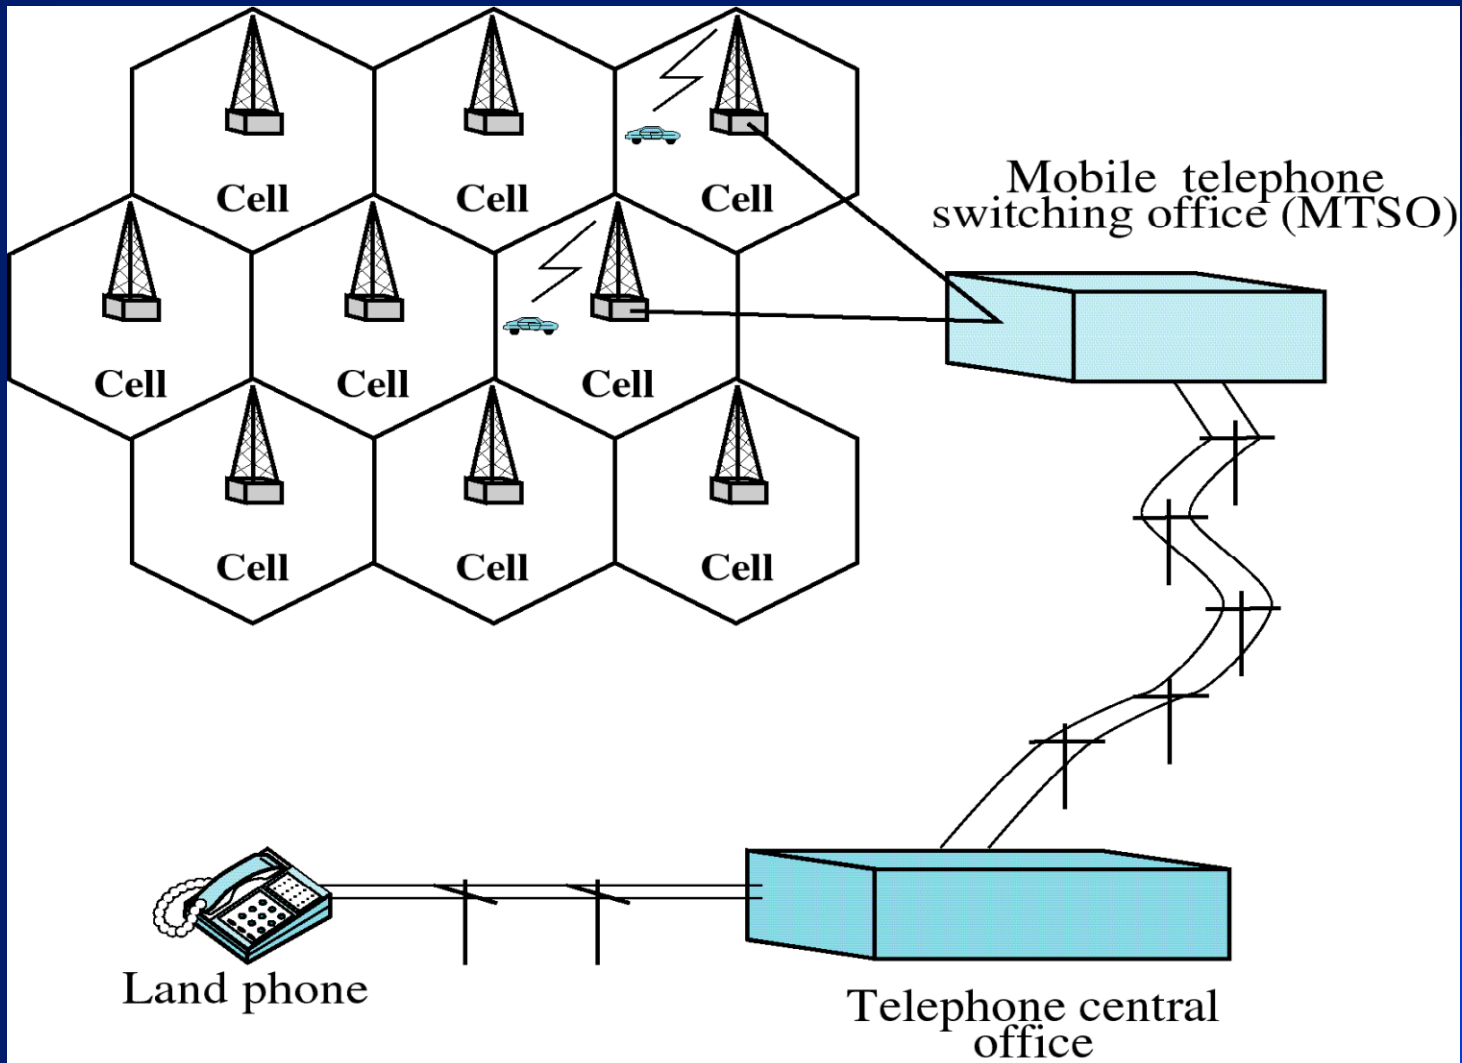 Cell
Cell
Cell
Mobile telephone
switching office (MTSO)
Cell
Cell
Cell
Cell
Cell
Cell
Land phone
Telephone central
office